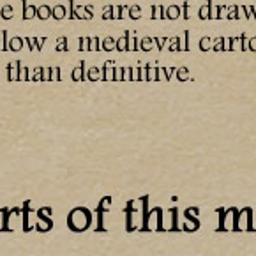 e books are not draw
low a medieval carto
than definitive.
rts of this m